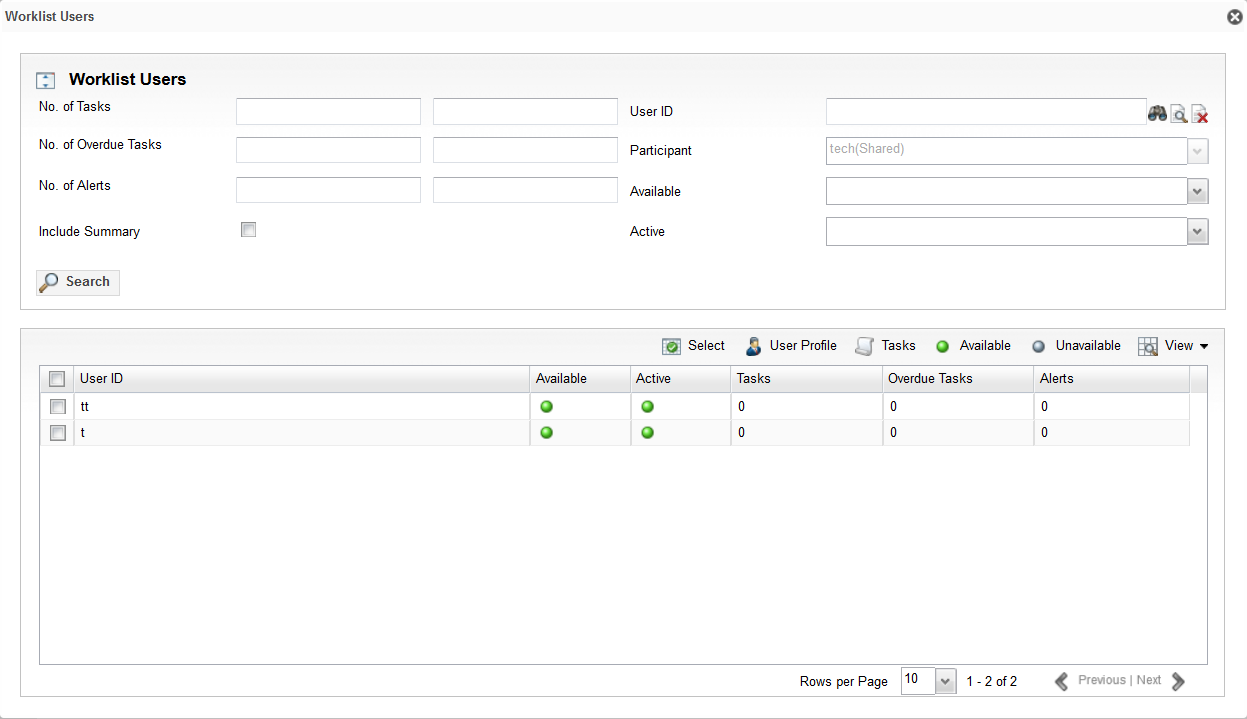 Worklist Users
Worklist Users
No. of Tasks
User ID
No. of Overdue Tasks
Participant
tech(Shared)
No. of Alerts
Available
Include Summary
Active
Search
Select User Profile Tasks Available Unavailable View
User ID Available Active Tasks Overdue Tasks Alerts
tt 0 0 0
t 0 0 0
Rows per Page 10 1 - 2 of 2 Previous | Next